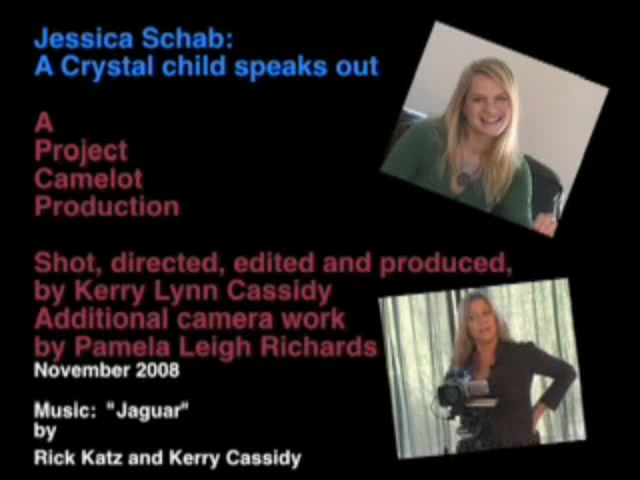 Jessica Schab:
A Crystal child speaks out
A
Project
Camelot
Production
Shot, directed, edited and produced,
by Kerry Lynn Cassidy
Additional camera work
by Pamela Leigh Richards
November 2008
Music: "Jaguar"
by
Rick Katz and Kerry Cassidy